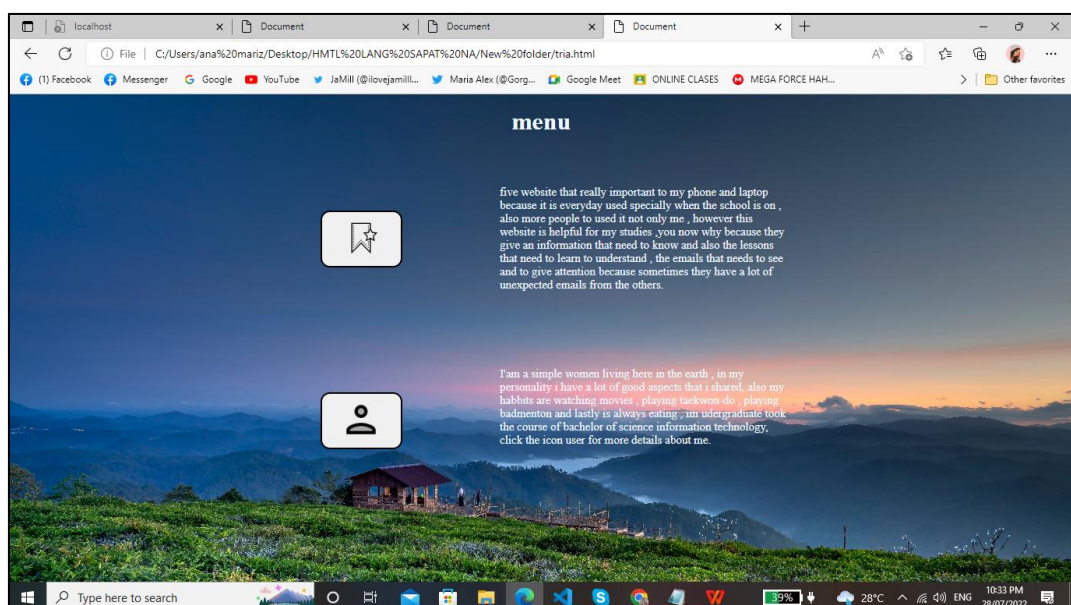 localhost
Document
Document
Document
File | C:/Users/ana%20mariz/Desktop/HMTL%20LANG%20SAPAT%20NA/New%20folder/tria.html
(1) Facebook
Messenger
Google
YouTube
JaMill (@ilovejamilll...
Maria Alex (@Gorg...
Google Meet
ONLINE CLASES
MEGA FORCE HAH...
Other favorites
menu
five website that really important to my phone and laptop
because it is everyday used specially when the school is on ,
also more people to used it not only me , however this
website is helpful for my studies ,you now why because they
give an information that need to know and also the lessons
that need to learn to understand , the emails that needs to see
and to give attention because sometimes they have a lot of
unexpected emails from the others.
I'am a simple women living here in the earth , in my
personality i have a lot of good aspects that i shared, also my
habbits are watching movies , playing taekwon-do , playing
badmenton and lastly is always eating , im udergraduate took
the course of bachelor of science information technology,
click the icon user for more details about me.
Type here to search
39%
28°C
ENG
10:33 PM
28/07/2022